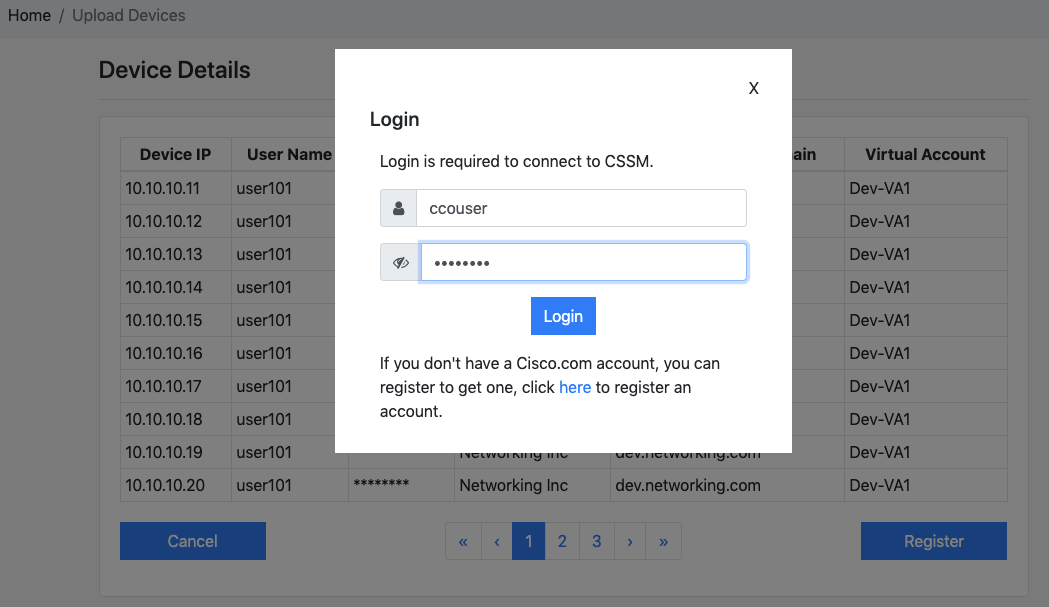 Home / Upload Devices
Device Details
X
Login
Login is required to connect to CSSM.
ccouser
••••••••
Login
If you don't have a Cisco.com account, you can
register to get one, click here to register an
account.
Device IP User Name ain Virtual Account
10.10.10.11 user101 Dev-VA1
10.10.10.12 user101 Dev-VA1
10.10.10.13 user101 Dev-VA1
10.10.10.14 user101 Dev-VA1
10.10.10.15 user101 Dev-VA1
10.10.10.16 user101 Dev-VA1
10.10.10.17 user101 Dev-VA1
10.10.10.18 user101 Dev-VA1
10.10.10.19 user101 Networking Inc dev.networking.com Dev-VA1
10.10.10.20 user101 ******** Networking Inc dev.networking.com Dev-VA1
Cancel « ‹ 1 2 3 › » Register